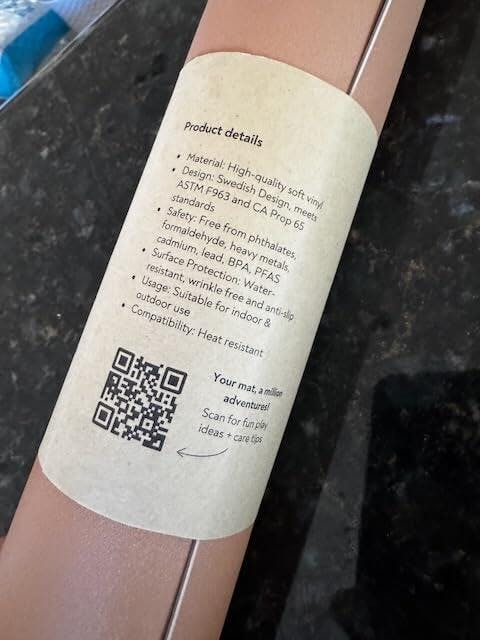 Product details
• Material: High-quality soft vinyl
• Design: Swedish Design, meets
ASTM F963 and CA Prop 65
standards
• Safety: Free from phthalates,
formaldehyde, heavy metals,
cadmium, lead, BPA, PFAS
• Surface Protection: Water-
resistant, wrinkle free and anti-slip
• Usage: Suitable for indoor &
outdoor use
• Compatibility: Heat resistant
Your mat, a million
adventures!
Scan for fun play
ideas + care tips